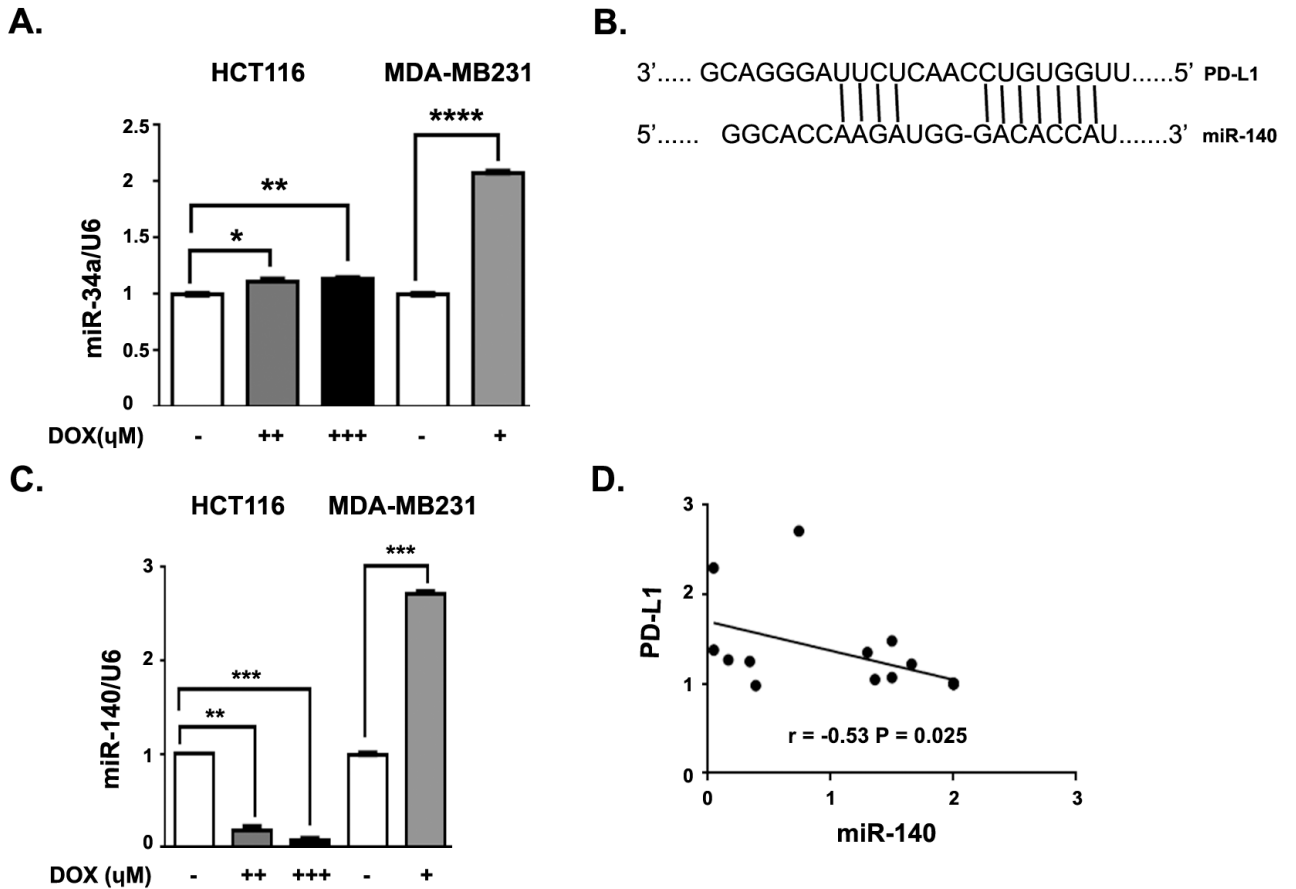 A.
HCT116 MDA-MB231
miR-34a/U6
2.5
2
1.5
1
0.5
0
*
**
****
DOX(ɥM) - ++ +++ - +
B.
3’..... GCAGGGAUUCUCAACCUGUGGUU......5’ PD-L1
5’...... GGCACCAAGAUGG-GACACCAU.......3’ miR-140
C.
HCT116 MDA-MB231
miR-140/U6
3
2
1
0
**
***
***
DOX (ɥM) - ++ +++ - +
D.
PD-L1
3
2
1
0
r = -0.53 P = 0.025
0 1 2 3
miR-140